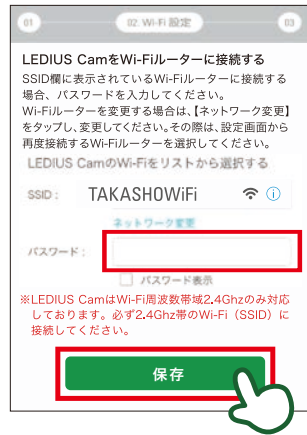 01
02. Wi-Fi 設定
03
LEDIUS CamをWi-Fiルーターに接続する
SSID欄に表示されているWi-Fiルーターに接続する
場合、パスワードを入力してください。
Wi-Fiルーターを変更する場合は、【ネットワーク変更】
をタップし、変更してください。その際は、設定画面から
再度接続するWi-Fiルーターを選択してください。
LEDIUS CamのWi-Fiをリストから選択する
SSID : TAKASHOWiFi
ネットワーク変更
パスワード :
パスワード表示
※LEDIUS CamはWi-Fi周波数帯域2.4Ghzのみ対応
しております。必ず2.4Ghz帯のWi-Fi（SSID）に
接続してください。
保存